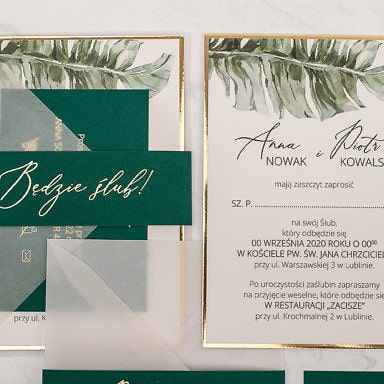 Będzie ślub!
Anna i Piotr
NOWAK KOWALS
mają zaszczyt zaprosić
SZ. P.
na swój Ślub,
który odbędzie się
00 WRZEŚNIA 2020 ROKU O 00⁰⁰
W KOŚCIELE PW. ŚW. JANA CHRZCICIEL
przy ul. Warszawskiej 3 w Lublinie.
Po uroczystości zaślubin zapraszamy
na przyjęcie weselne, które odbędzie się
W RESTAURACJI „ZACISZE”
przy ul. Krochmalnej 2 w Lublinie.
przy ul. K